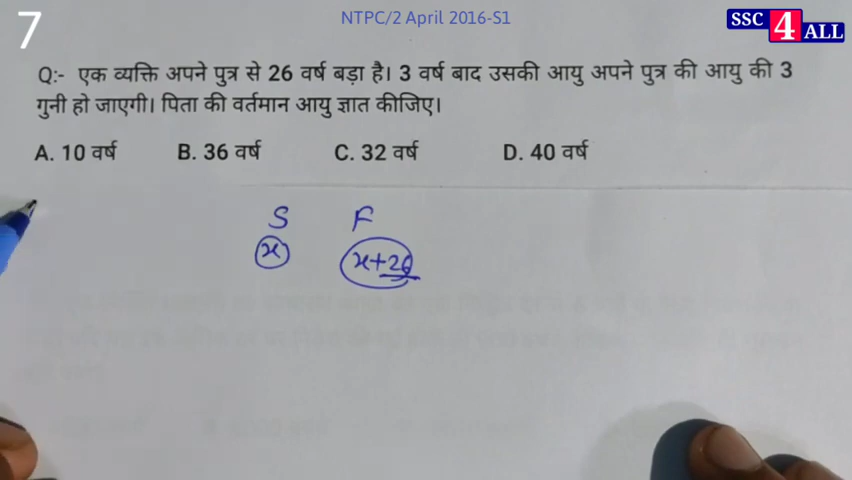 NTPC/2 April 2016-S1
SSC 4 ALL
7
Q:- एक व्यक्ति अपने पुत्र से 26 वर्ष बड़ा है। 3 वर्ष बाद उसकी आयु अपने पुत्र की आयु की 3
गुनी हो जाएगी। पिता की वर्तमान आयु ज्ञात कीजिए।
A. 10 वर्ष B. 36 वर्ष C. 32 वर्ष D. 40 वर्ष
S F
x x+26